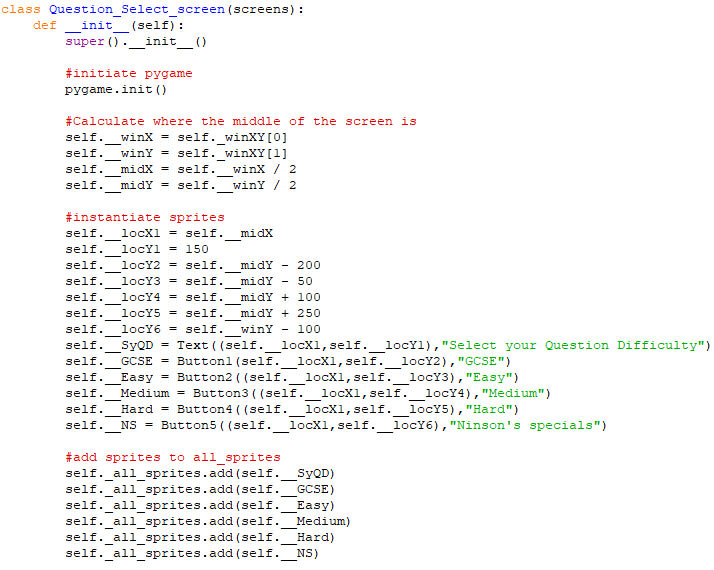 class Question_Select_screen(screens):
    def __init__(self):
        super().__init__()

        #initiate pygame
        pygame.init()

        #Calculate where the middle of the screen is
        self.__winX = self._winXY[0]
        self.__winY = self._winXY[1]
        self.__midX = self.__winX / 2
        self.__midY = self.__winY / 2

        #instantiate sprites
        self.__locX1 = self.__midX
        self.__locY1 = 150
        self.__locY2 = self.__midY - 200
        self.__locY3 = self.__midY - 50
        self.__locY4 = self.__midY + 100
        self.__locY5 = self.__midY + 250
        self.__locY6 = self.__winY - 100
        self.__SyQD = Text((self.__locX1,self.__locY1),"Select your Question Difficulty")
        self.__GCSE = Button1(self.__locX1,self.__locY2),"GCSE")
        self.__Easy = Button2((self.__locX1,self.__locY3),"Easy")
        self.__Medium = Button3((self.__locX1,self.__locY4),"Medium")
        self.__Hard = Button4((self.__locX1,self.__locY5),"Hard")
        self.__NS = Button5((self.__locX1,self.__locY6),"Ninson's specials")

        #add sprites to all_sprites
        self._all_sprites.add(self.__SyQD)
        self._all_sprites.add(self.__GCSE)
        self._all_sprites.add(self.__Easy)
        self._all_sprites.add(self.__Medium)
        self._all_sprites.add(self.__Hard)
        self._all_sprites.add(self.__NS)